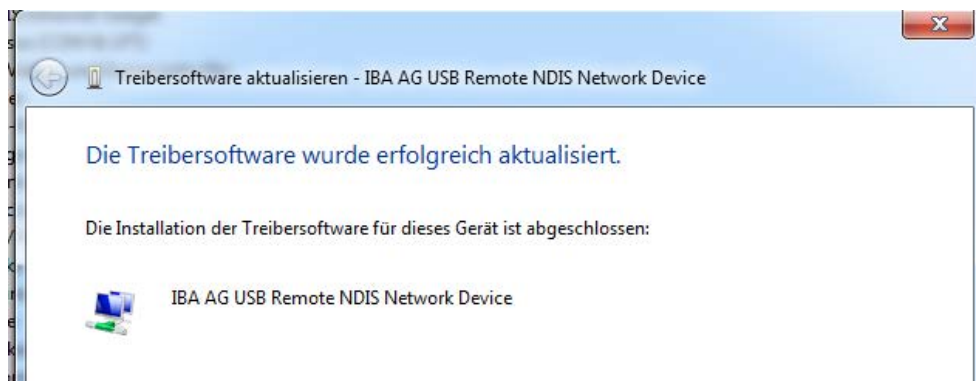 Treibersoftware aktualisieren - IBA AG USB Remote NDIS Network Device
Die Treibersoftware wurde erfolgreich aktualisiert.
Die Installation der Treibersoftware für dieses Gerät ist abgeschlossen:
IBA AG USB Remote NDIS Network Device